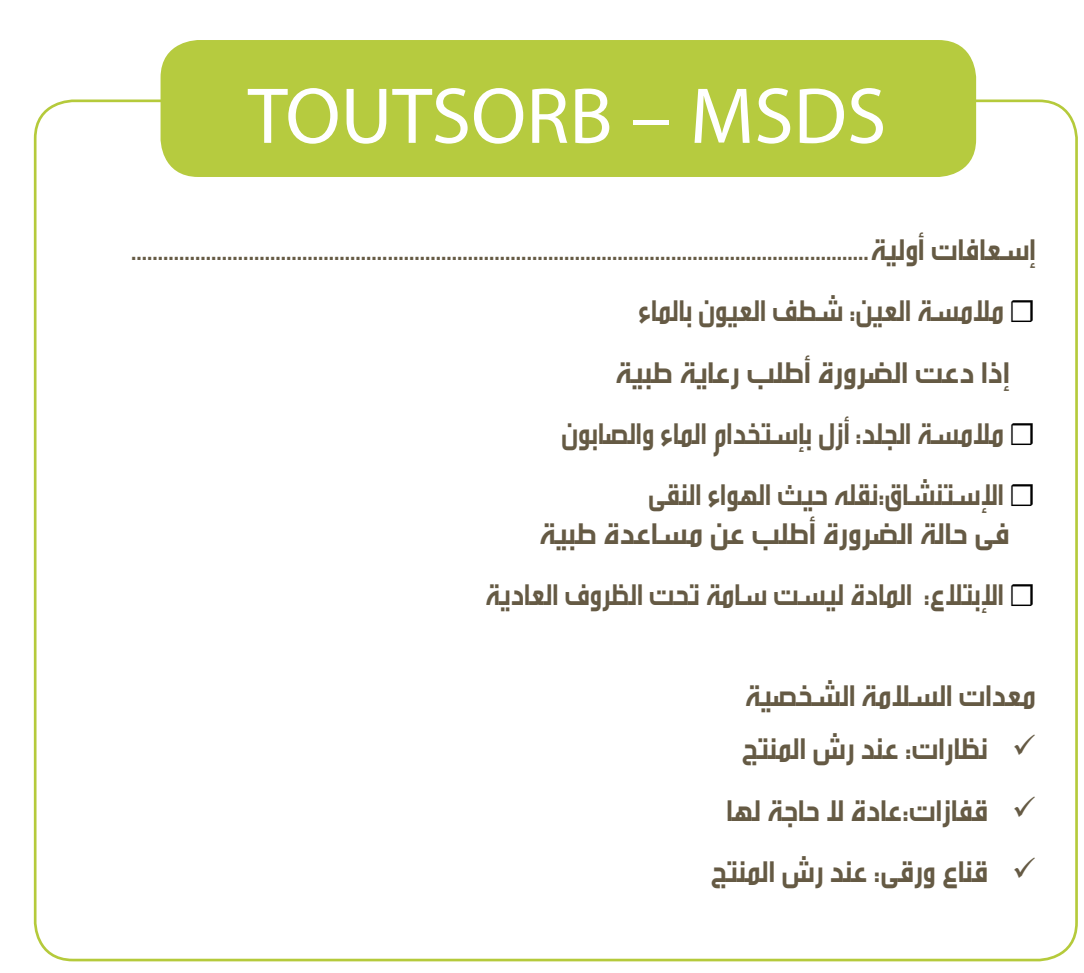 TOUTSORB – MSDS
إسعافات أولية ........................................................................................................................................
❐ ملامسة العين: شطف العيون بالماء
إذا دعت الضرورة أطلب رعاية طبية
❐ ملامسة الجلد: أزل بإستخدام الماء والصابون
❐ الإستنشاق:نقله حيث الهواء النقى
فى حالة الضرورة أطلب عن مساعدة طبية
❐ الإبتلاع: المادة ليست سامة تحت الظروف العادية
معدات السلامة الشخصية
✓ نظارات: عند رش المنتج
✓ قفازات:عادة لا حاجة لها
✓ قناع ورقى: عند رش المنتج